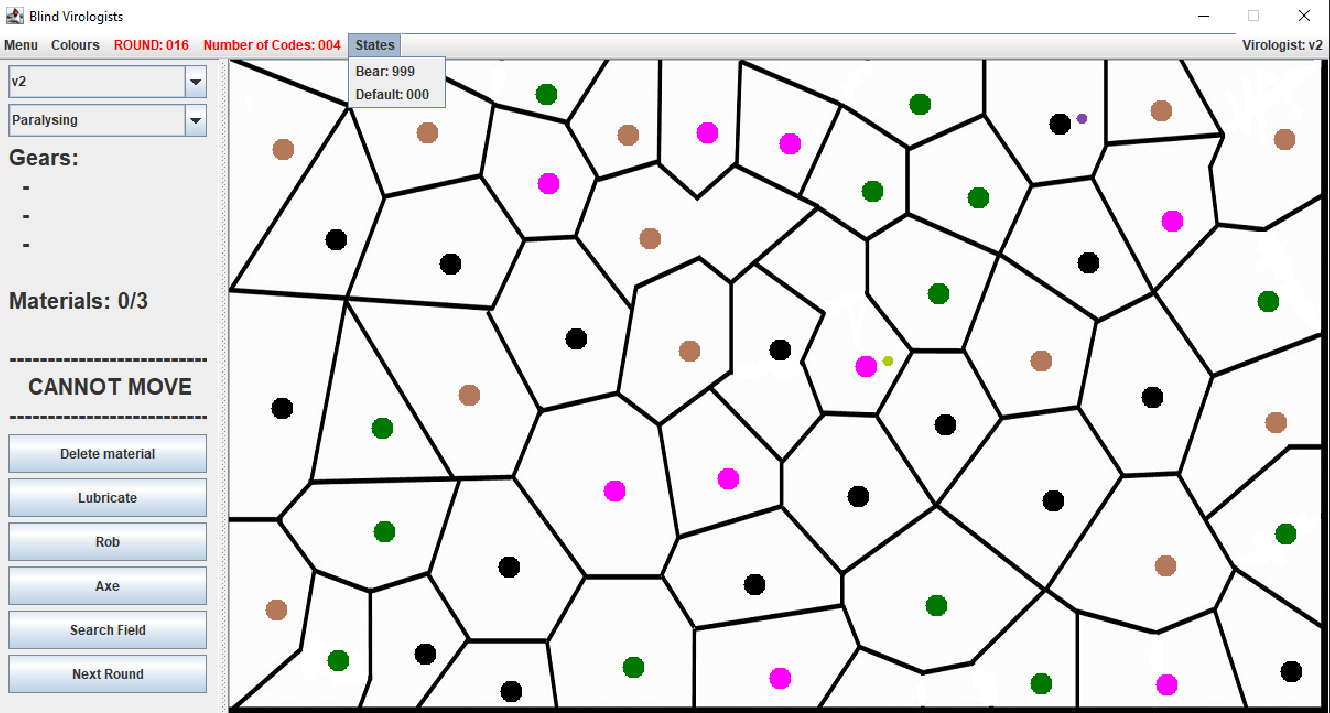 Blind Virologists
Menu Colours ROUND: 016 Number of Codes: 004 States Virologist: v2
Bear: 999
Default: 000
v2
Paralysing
Gears:
-
-
-
Materials: 0/3
--------------------------
CANNOT MOVE
--------------------------
Delete material
Lubricate
Rob
Axe
Search Field
Next Round